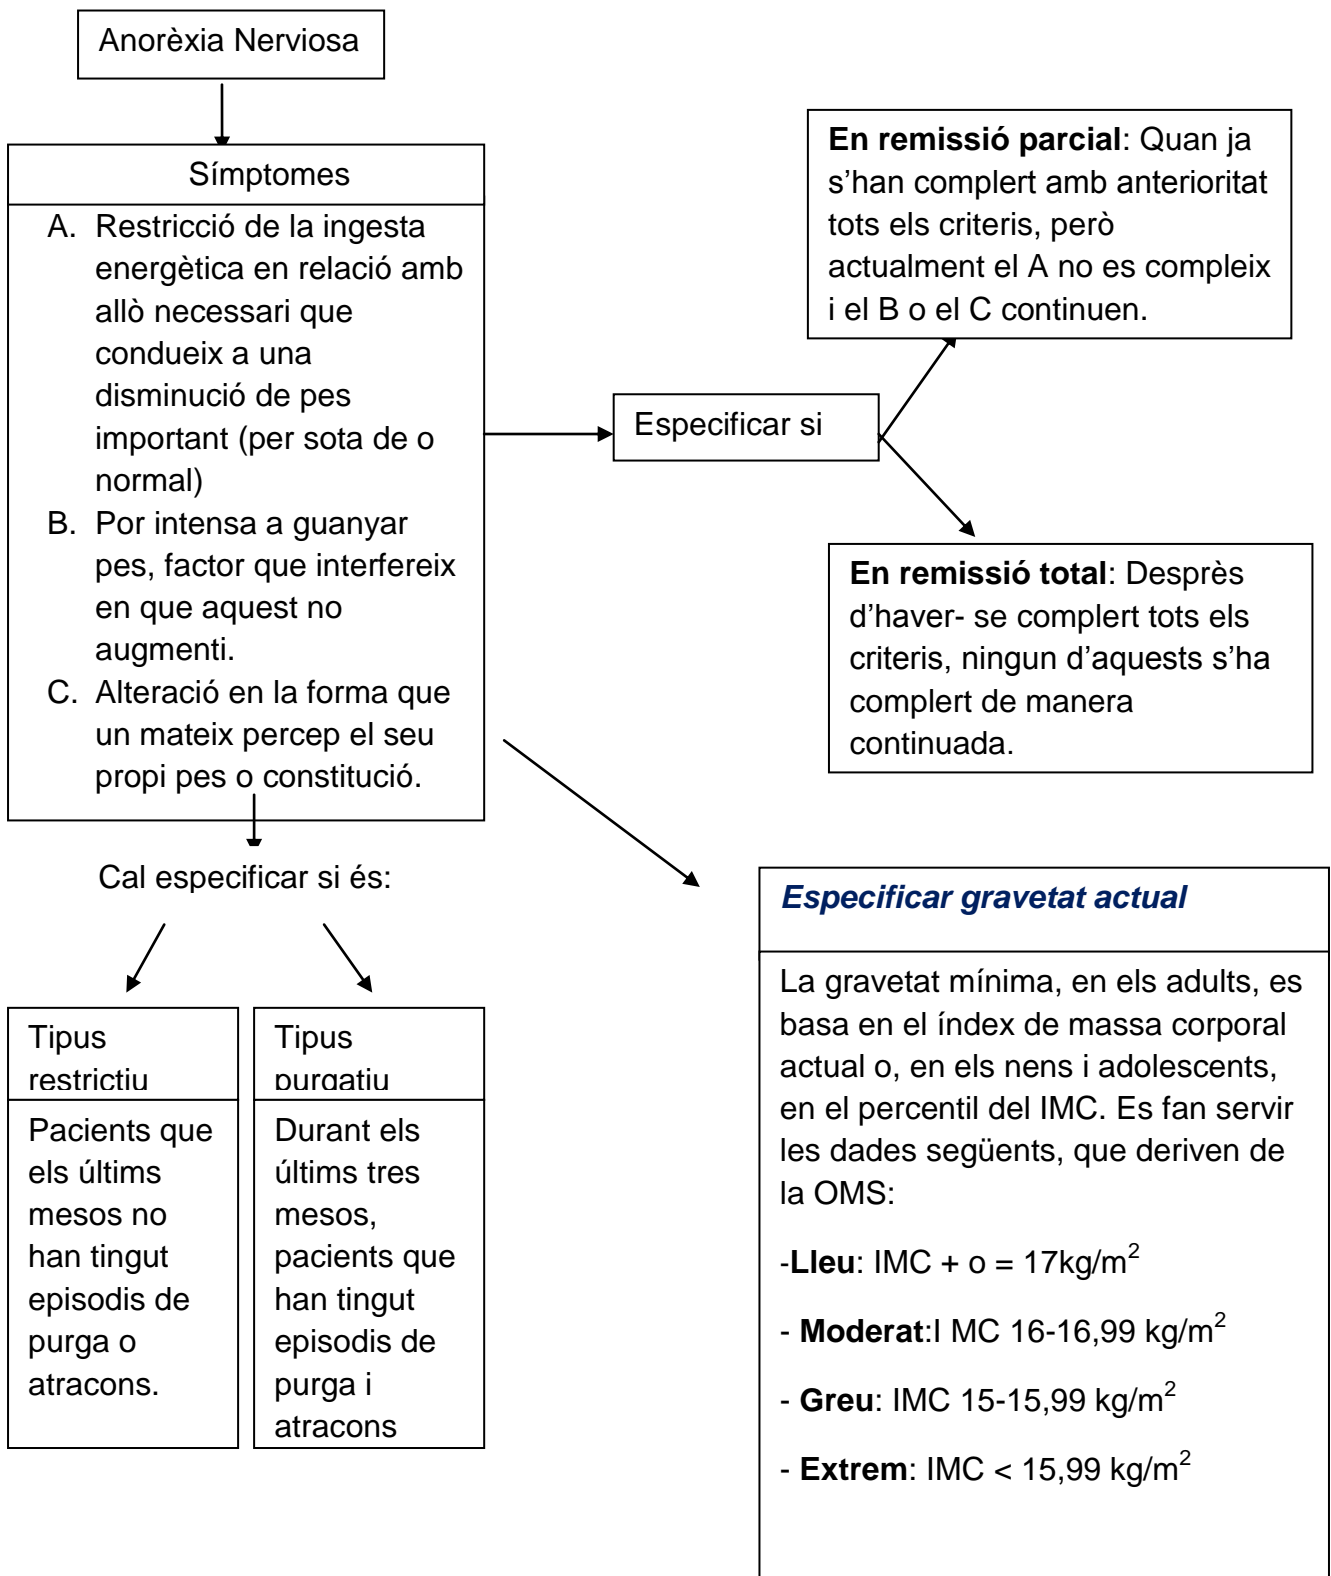 Anorèxia Nerviosa
Símptomes
A. Restricció de la ingesta
energètica en relació amb
allò necessari que
condueix a una
disminució de pes
important (per sota de o
normal)
B. Por intensa a guanyar
pes, factor que interfereix
en que aquest no
augmenti.
C. Alteració en la forma que
un mateix percep el seu
propi pes o constitució.
Especificar si
En remissió parcial: Quan ja
s'han complert amb anterioritat
tots els criteris, però
actualment el A no es compleix
i el B o el C continuen.
En remissió total: Desprès
d'haver- se complert tots els
criteris, ningun d'aquests s'ha
complert de manera
continuada.
Cal especificar si és:
Tipus
restrictiu
Pacients que
els últims
mesos no
han tingut
episodis de
purga o
atracons.
Tipus
purgatiu
Durant els
últims tres
mesos,
pacients que
han tingut
episodis de
purga i
atracons
Especificar gravetat actual
La gravetat mínima, en els adults, es
basa en el índex de massa corporal
actual o, en els nens i adolescents,
en el percentil del IMC. Es fan servir
les dades següents, que deriven de
la OMS:
-Lleu: IMC + o = 17kg/m²
- Moderat:I MC 16-16,99 kg/m²
- Greu: IMC 15-15,99 kg/m²
- Extrem: IMC < 15,99 kg/m²